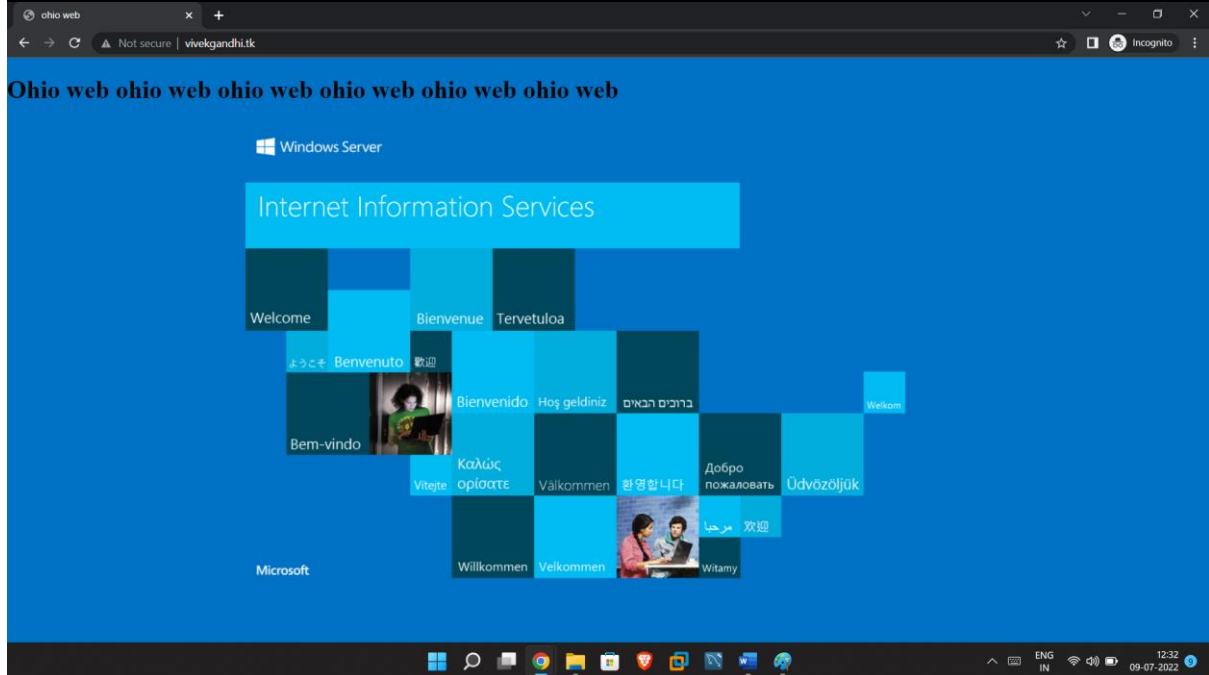 ohio web
Not secure | vivekgandhi.tk
Incognito
Ohio web ohio web ohio web ohio web ohio web ohio web
Windows Server
Internet Information Services
Welcome
Bienvenue
Tervetuloa
ようこそ
Benvenuto
歡迎
Bienvenido
Hoş geldiniz
ברוכים הבאים
Welkom
Bem-vindo
Vítejte
Καλώς
ορίσατε
Välkommen
환영합니다
Добро
пожаловать
Üdvözöljük
مرحبا
欢迎
Microsoft
Willkommen
Velkommen
Witamy
ENG
IN
12:32
09-07-2022
9